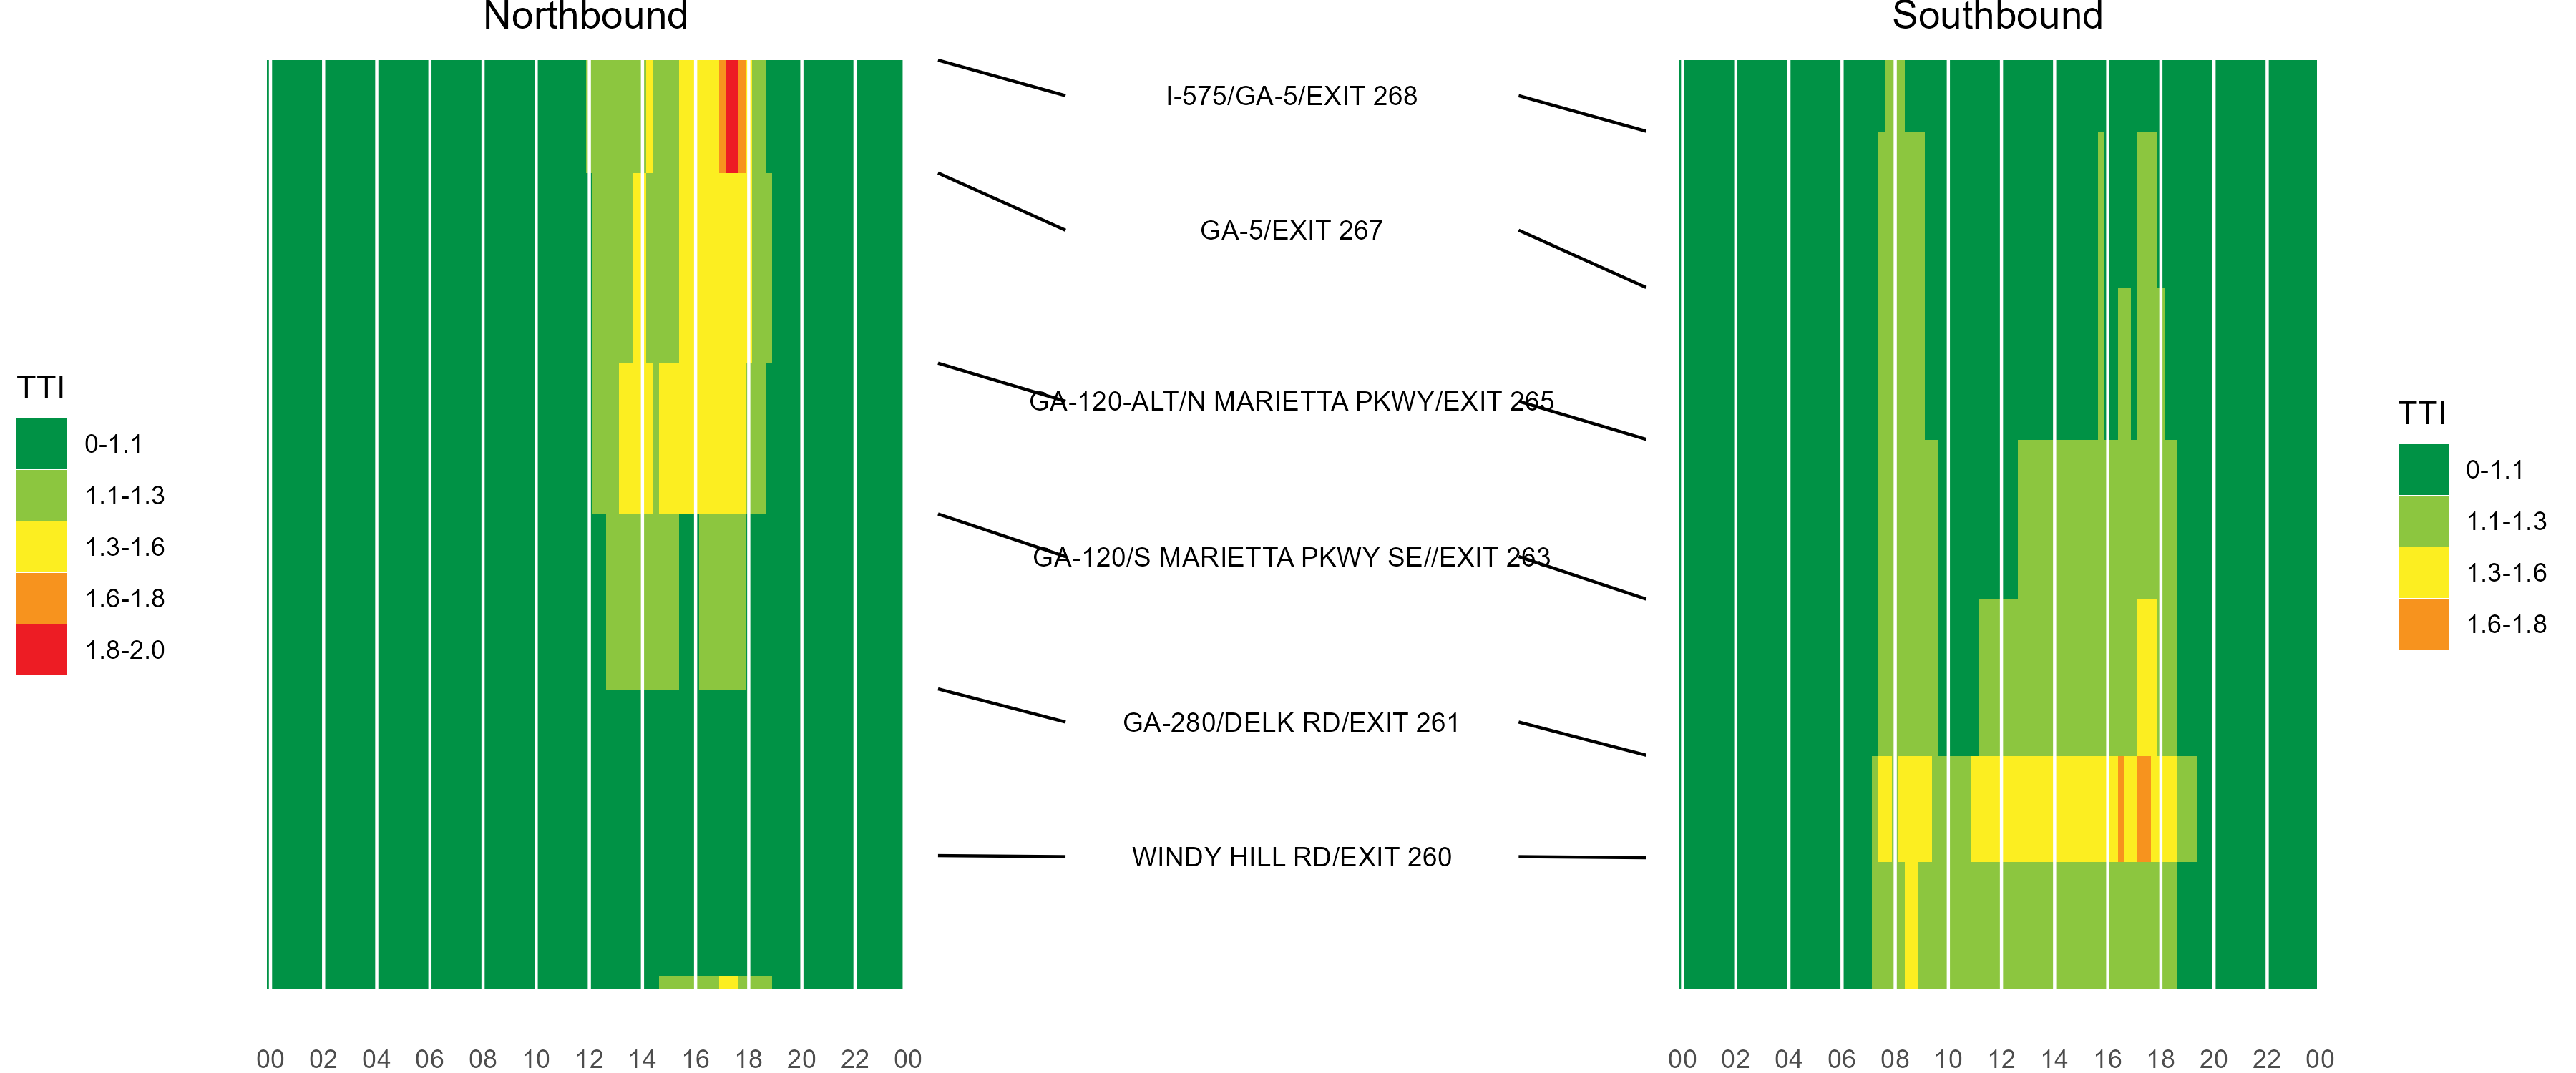 Northbound
Southbound
I-575/GA-5/EXIT 268
GA-5/EXIT 267
GA-120-ALT/N MARIETTA PKWY/EXIT 265
GA-120/S MARIETTA PKWY SE//EXIT 263
GA-280/DELK RD/EXIT 261
WINDY HILL RD/EXIT 260
TTI
0-1.1
1.1-1.3
1.3-1.6
1.6-1.8
1.8-2.0
TTI
0-1.1
1.1-1.3
1.3-1.6
1.6-1.8
00 02 04 06 08 10 12 14 16 18 20 22 00
00 02 04 06 08 10 12 14 16 18 20 22 00